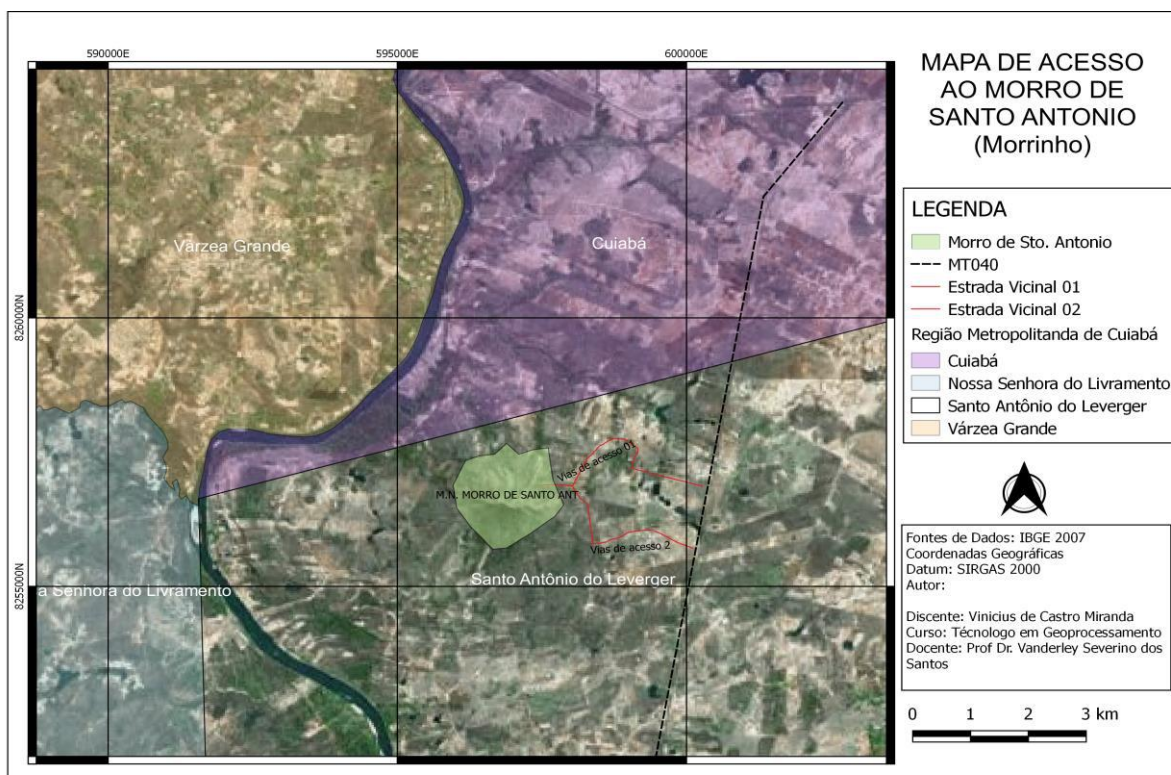 590000E
595000E
600000E
8260000N
8255000N
Várzea Grande
Cuiabá
Vias de acesso 01
M.N. MORRO DE SANTO ANT
Vias de acesso 2
Santo Antônio do Leverger
a Senhora do Livramento
MAPA DE ACESSO
AO MORRO DE
SANTO ANTONIO
(Morrinho)
LEGENDA
Morro de Sto. Antonio
MT040
Estrada Vicinal 01
Estrada Vicinal 02
Região Metropolitanda de Cuiabá
Cuiabá
Nossa Senhora do Livramento
Santo Antônio do Leverger
Várzea Grande
Fontes de Dados: IBGE 2007
Coordenadas Geográficas
Datum: SIRGAS 2000
Autor:
Discente: Vinicius de Castro Miranda
Curso: Técnologo em Geoprocessamento
Docente: Prof Dr. Vanderley Severino dos
Santos
0 1 2 3 km